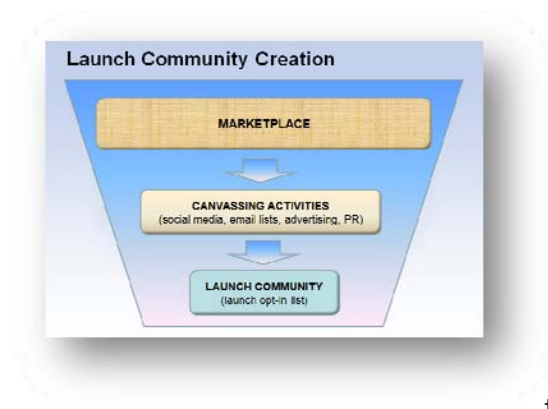 Launch Community Creation
MARKETPLACE
CANVASSING ACTIVITIES
(social media, email lists, advertising, PR)
LAUNCH COMMUNITY
(launch opt-in list)